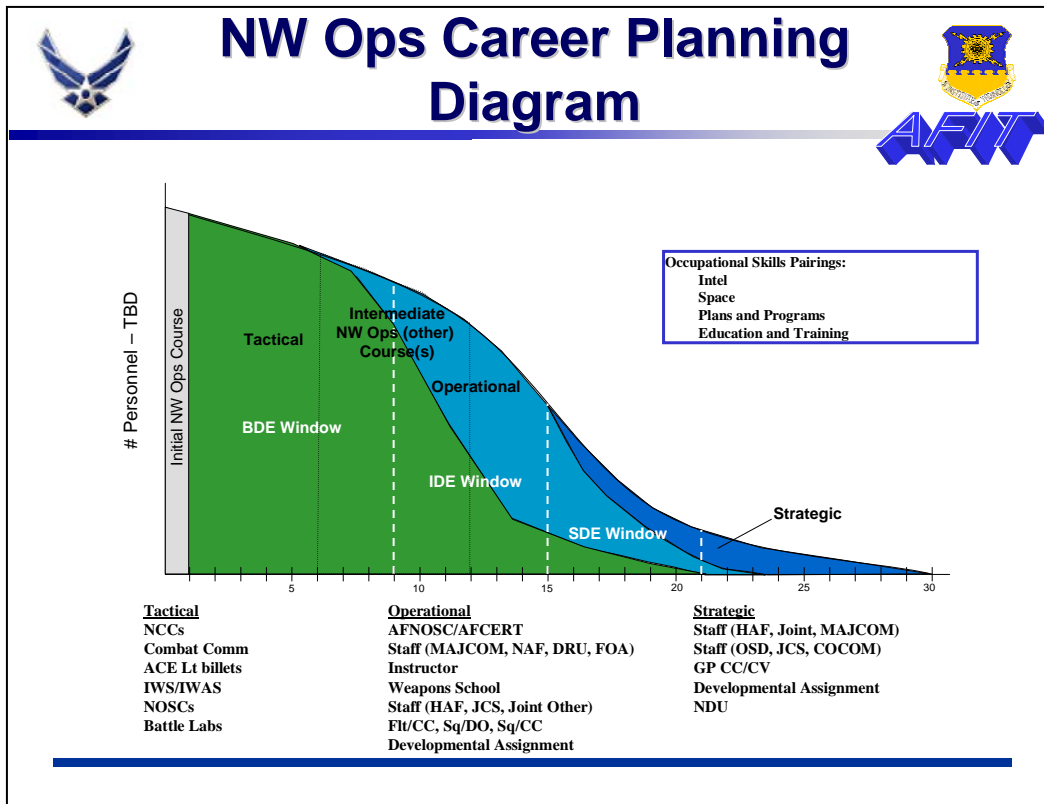 NW Ops Career Planning
Diagram
AFIT
# Personnel – TBD
Initial NW Ops Course
Tactical
Intermediate
NW Ops (other)
Course(s)
Operational
BDE Window
IDE Window
SDE Window
Strategic
Occupational Skills Pairings:
Intel
Space
Plans and Programs
Education and Training
5
10
15
20
25
30
Tactical
NCCs
Combat Comm
ACE Lt billets
IWS/IWAS
NOSCs
Battle Labs
Operational
AFNOSC/AFCERT
Staff (MAJCOM, NAF, DRU, FOA)
Instructor
Weapons School
Staff (HAF, JCS, Joint Other)
Flt/CC, Sq/DO, Sq/CC
Developmental Assignment
Strategic
Staff (HAF, Joint, MAJCOM)
Staff (OSD, JCS, COCOM)
GP CC/CV
Developmental Assignment
NDU